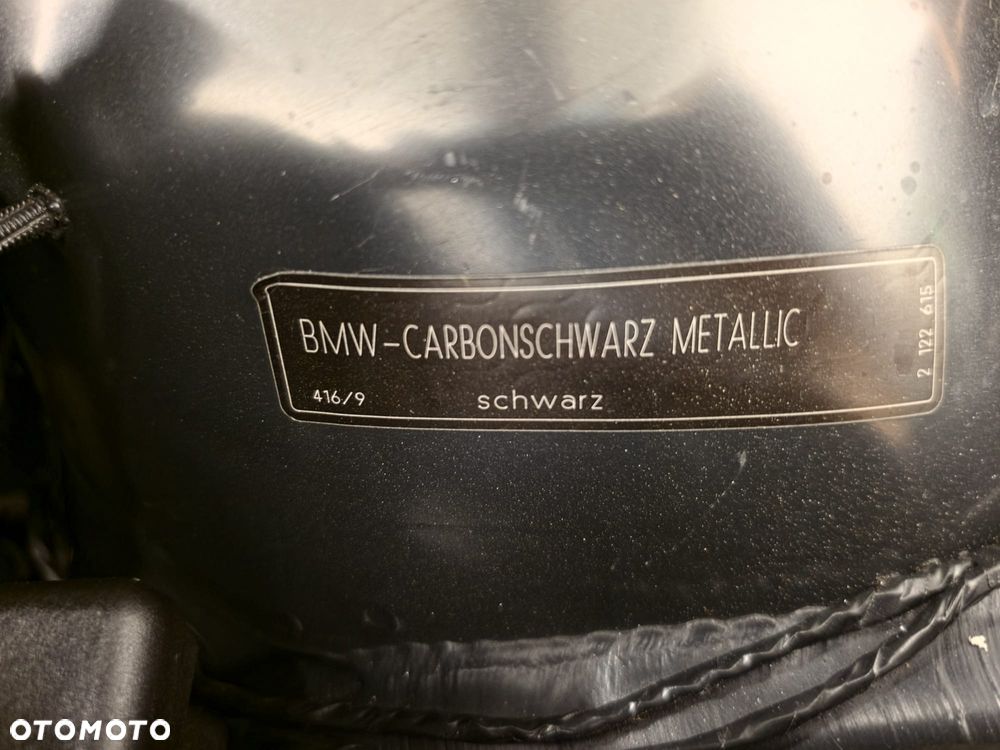 BMW-CARBONSCHWARZ METALLIC
416/9
schwarz
2 122 615
OTOMOTO